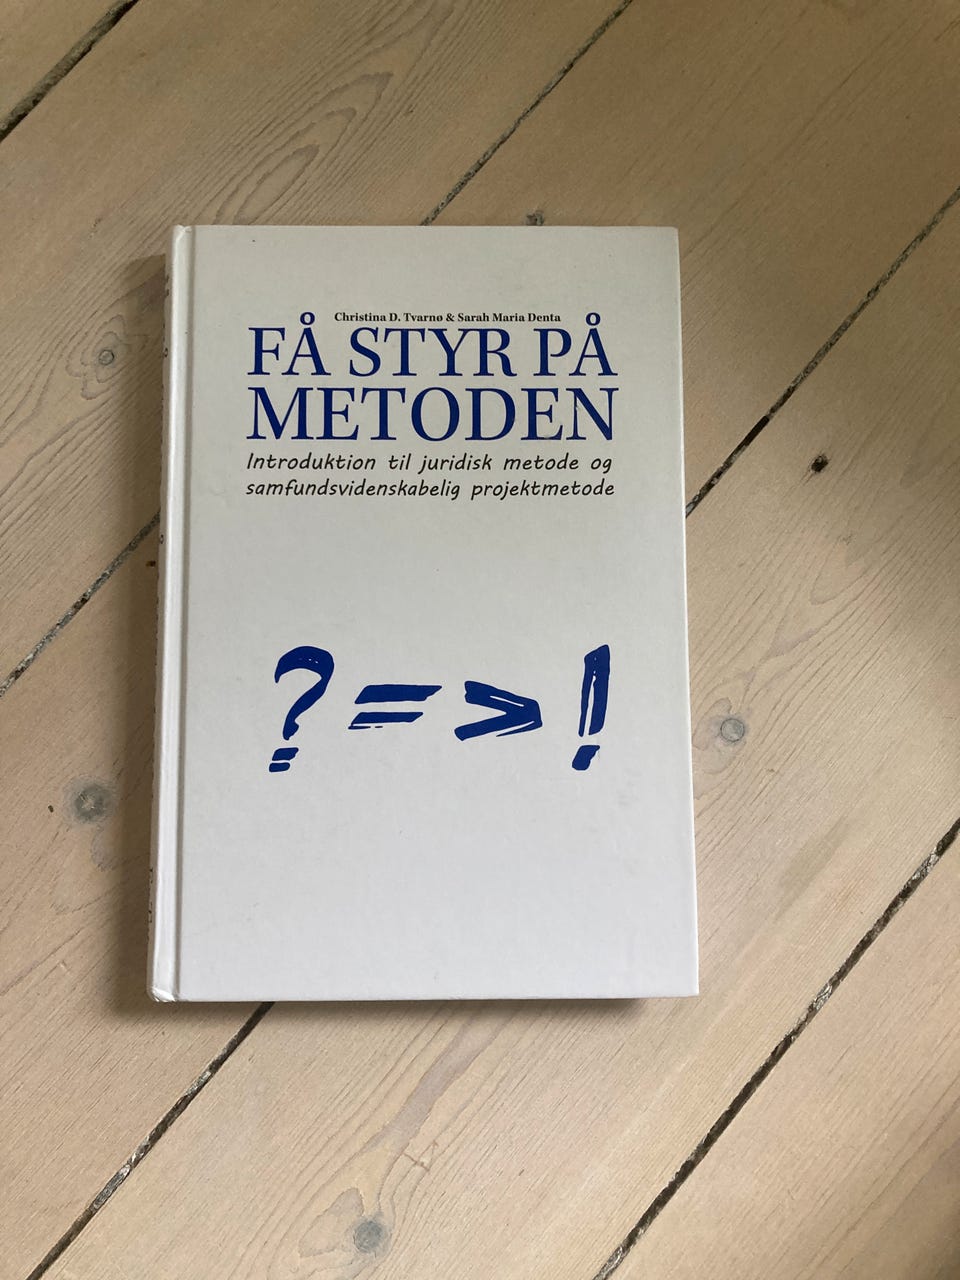 Christina D. Tvarnø & Sarah Maria Denta
FÅ STYR PÅ
METODEN
Introduktion til juridisk metode og
samfundsvidenskabelig projektmetode
? = > !